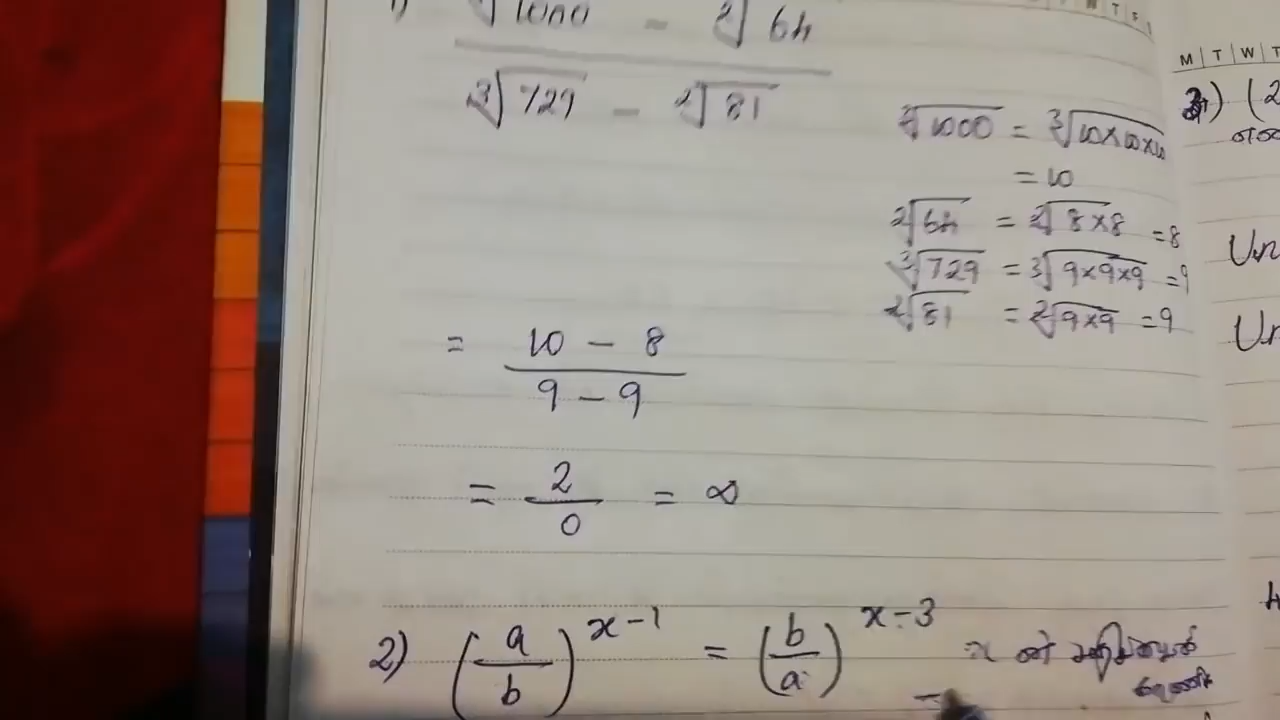 1) ∛1000 - ²√64
∛729 - ²√81
∛1000 = ∛10×10×10
= 10
²√64 = ²√8×8 = 8
∛729 = ∛9×9×9 = 9
²√81 = ²√9×9 = 9
= 10 - 8
9 - 9
= 2/0 = ∞
2) (a/b)^x-1 = (b/a)^x-3 x ன்
M T W T
(2